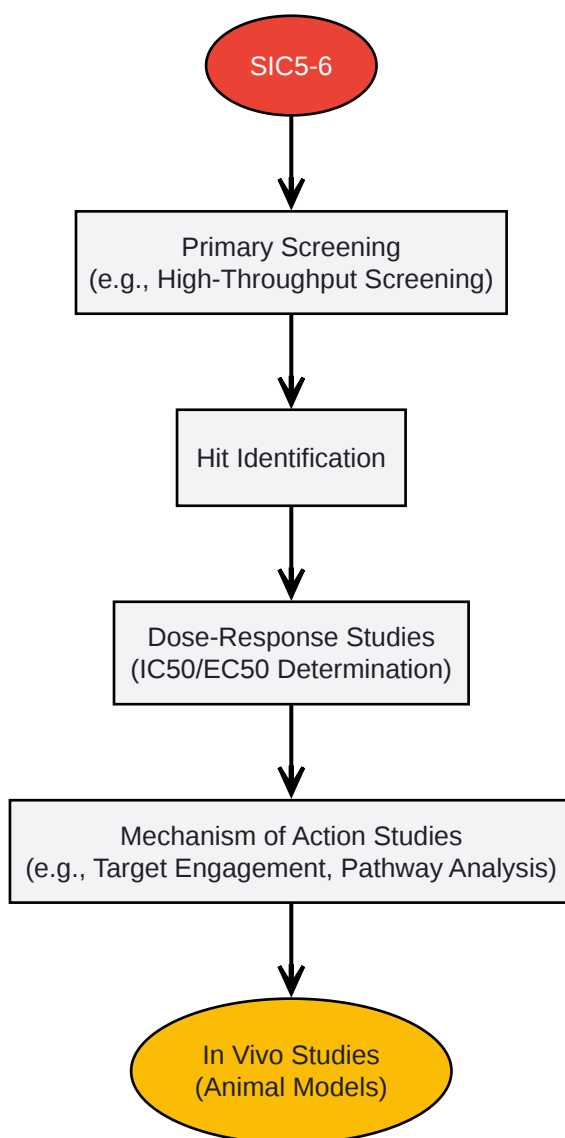 SIC5-6
Primary Screening
(e.g., High-Throughput Screening)
Hit Identification
Dose-Response Studies
(IC50/EC50 Determination)
Mechanism of Action Studies
(e.g., Target Engagement, Pathway Analysis)
In Vivo Studies
(Animal Models)